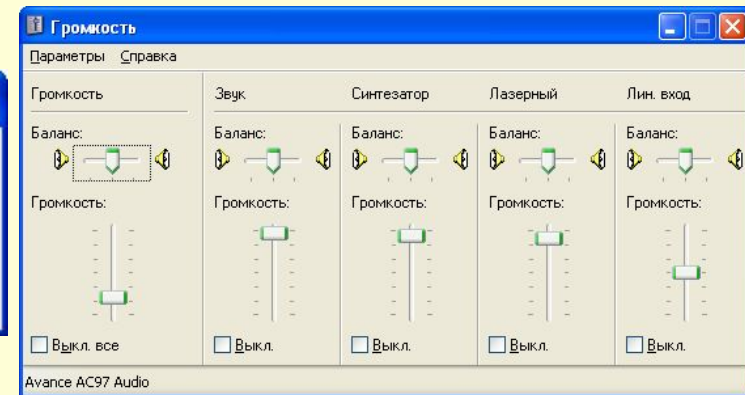 Громкость
Параметры Справка
Громкость Звук Синтезатор Лазерный Лин. вход
Баланс: Баланс: Баланс: Баланс: Баланс:
Громкость: Громкость: Громкость: Громкость: Громкость:
Выкл. все Выкл. Выкл. Выкл. Выкл.
Avance AC97 Audio